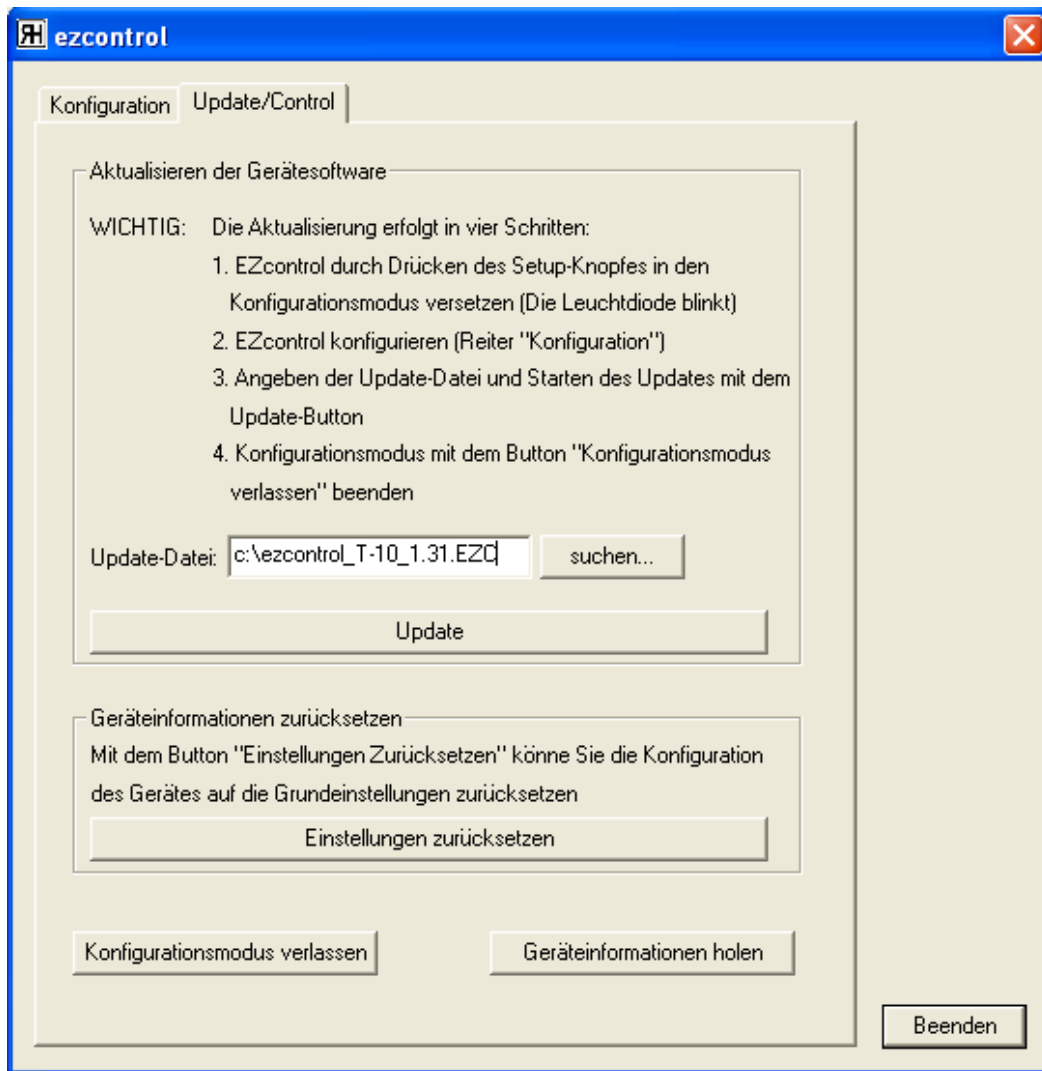 ezcontrol
Konfiguration
Update/Control
Aktualisieren der Gerätesoftware
WICHTIG: Die Aktualisierung erfolgt in vier Schritten:
1. EZcontrol durch Drücken des Setup-Knopfes in den
Konfigurationsmodus versetzen (Die Leuchtdiode blinkt)
2. EZcontrol konfigurieren (Reiter "Konfiguration")
3. Angeben der Update-Datei und Starten des Updates mit dem
Update-Button
4. Konfigurationsmodus mit dem Button "Konfigurationsmodus
verlassen" beenden
Update-Datei: c:\ezcontrol_T-10_1.31.EZC suchen...
Update
Geräteinformationen zurücksetzen
Mit dem Button "Einstellungen Zurücksetzen" könne Sie die Konfiguration
des Gerätes auf die Grundeinstellungen zurücksetzen
Einstellungen zurücksetzen
Konfigurationsmodus verlassen
Geräteinformationen holen
Beenden